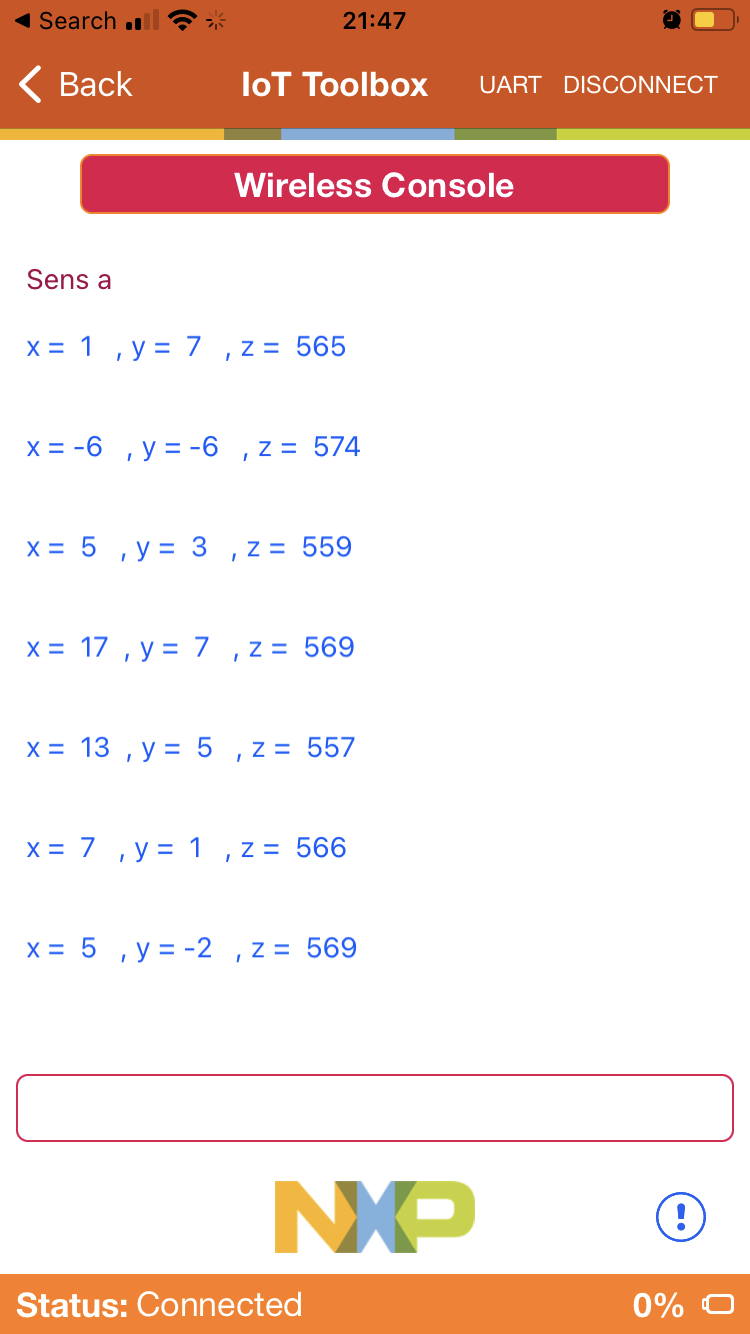 Search 21:47
Back IoT Toolbox UART DISCONNECT
Wireless Console
Sens a
x = 1 , y = 7 , z = 565
x = -6 , y = -6 , z = 574
x = 5 , y = 3 , z = 559
x = 17 , y = 7 , z = 569
x = 13 , y = 5 , z = 557
x = 7 , y = 1 , z = 566
x = 5 , y = -2 , z = 569
NXP
!
Status: Connected 0%